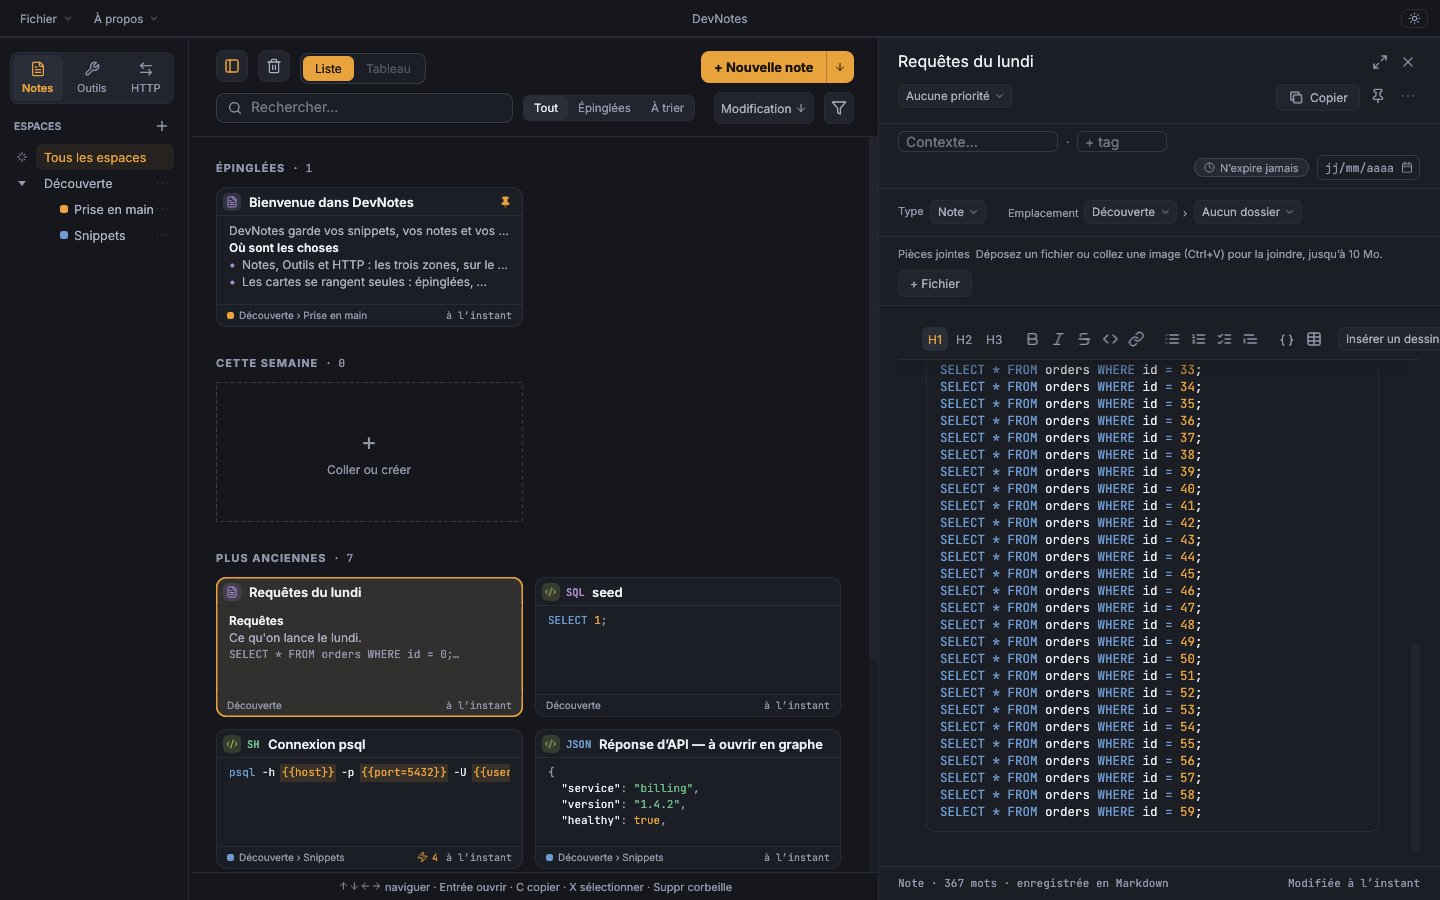 Fichier
À propos
DevNotes
Notes
Outils
HTTP
ESPACES
Tous les espaces
Découverte
Prise en main
Snippets
Liste
Tableau
+ Nouvelle note
Rechercher...
Tout
Épinglées
À trier
Modification ↓
ÉPINGLÉES · 1
Bienvenue dans DevNotes
DevNotes garde vos snippets, vos notes et vos ...
Où sont les choses
• Notes, Outils et HTTP : les trois zones, sur le ...
• Les cartes se rangent seules : épinglées, ...
Découverte › Prise en main
à l’instant
CETTE SEMAINE · 0
+
Coller ou créer
PLUS ANCIENNES · 7
Requêtes du lundi
Requêtes
Ce qu'on lance le lundi.
SELECT * FROM orders WHERE id = 0;…
Découverte
à l’instant
SQL seed
SELECT 1;
Découverte
à l’instant
SH Connexion psql
psql -h {{host}} -p {{port=5432}} -U {{user
Découverte › Snippets
4 à l’instant
JSON Réponse d’API — à ouvrir en graphe
{
"service": "billing",
"version": "1.4.2",
"healthy": true,
Découverte › Snippets
à l’instant
↑↓←→ naviguer · Entrée ouvrir · C copier · X sélectionner · Suppr corbeille
Requêtes du lundi
Aucune priorité
Copier
Contexte... · + tag
N’expire jamais
jj/mm/aaaa
Type Note
Emplacement Découverte › Aucun dossier
Pièces jointes Déposez un fichier ou collez une image (Ctrl+V) pour la joindre, jusqu’à 10 Mo.
+ Fichier
H1 H2 H3 B I S <> {} Insérer un dessin
SELECT * FROM orders WHERE id = 33;
SELECT * FROM orders WHERE id = 34;
SELECT * FROM orders WHERE id = 35;
SELECT * FROM orders WHERE id = 36;
SELECT * FROM orders WHERE id = 37;
SELECT * FROM orders WHERE id = 38;
SELECT * FROM orders WHERE id = 39;
SELECT * FROM orders WHERE id = 40;
SELECT * FROM orders WHERE id = 41;
SELECT * FROM orders WHERE id = 42;
SELECT * FROM orders WHERE id = 43;
SELECT * FROM orders WHERE id = 44;
SELECT * FROM orders WHERE id = 45;
SELECT * FROM orders WHERE id = 46;
SELECT * FROM orders WHERE id = 47;
SELECT * FROM orders WHERE id = 48;
SELECT * FROM orders WHERE id = 49;
SELECT * FROM orders WHERE id = 50;
SELECT * FROM orders WHERE id = 51;
SELECT * FROM orders WHERE id = 52;
SELECT * FROM orders WHERE id = 53;
SELECT * FROM orders WHERE id = 54;
SELECT * FROM orders WHERE id = 55;
SELECT * FROM orders WHERE id = 56;
SELECT * FROM orders WHERE id = 57;
SELECT * FROM orders WHERE id = 58;
SELECT * FROM orders WHERE id = 59;
Note · 367 mots · enregistrée en Markdown
Modifiée à l’instant